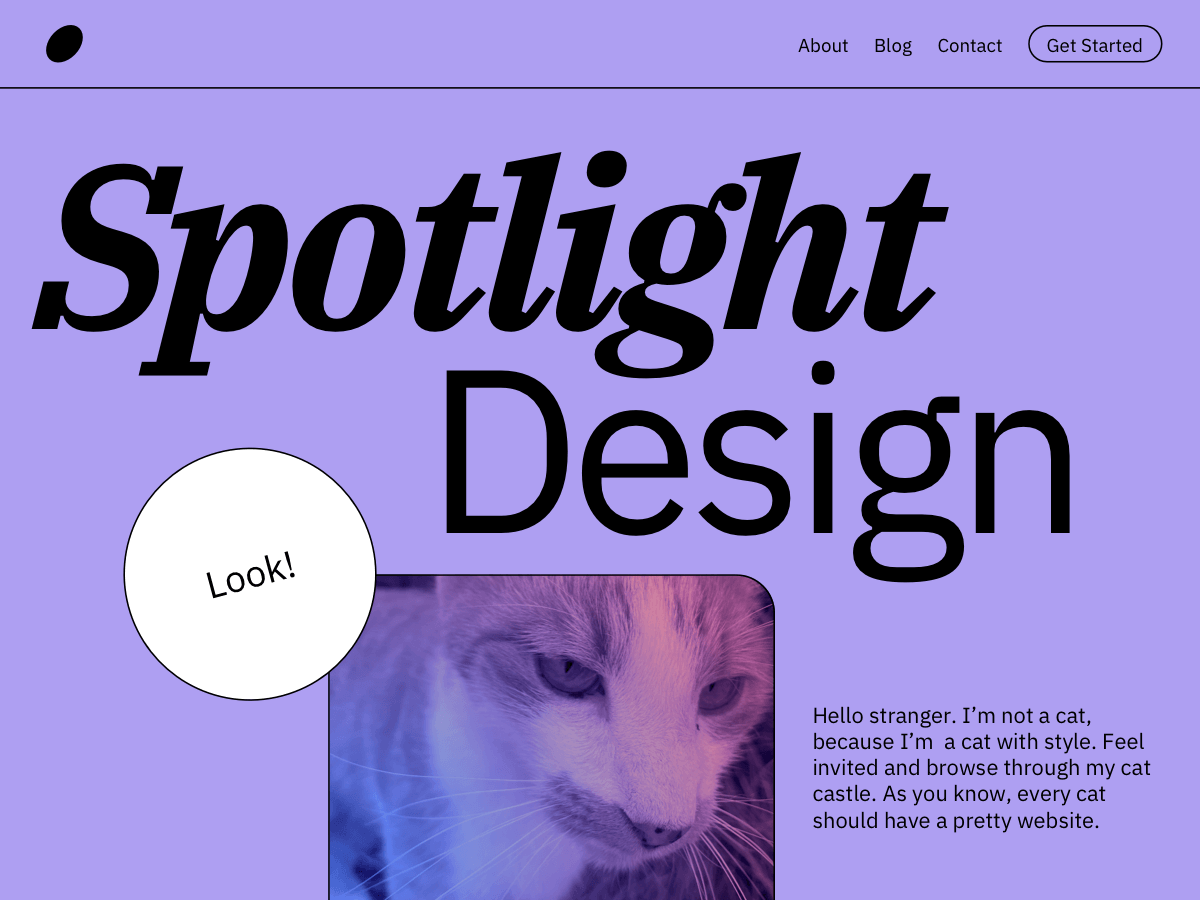 About Blog Contact Get Started
Spotlight
Design
Look!
Hello stranger. I’m not a cat,
because I’m  a cat with style. Feel
invited and browse through my cat
castle. As you know, every cat
should have a pretty website.